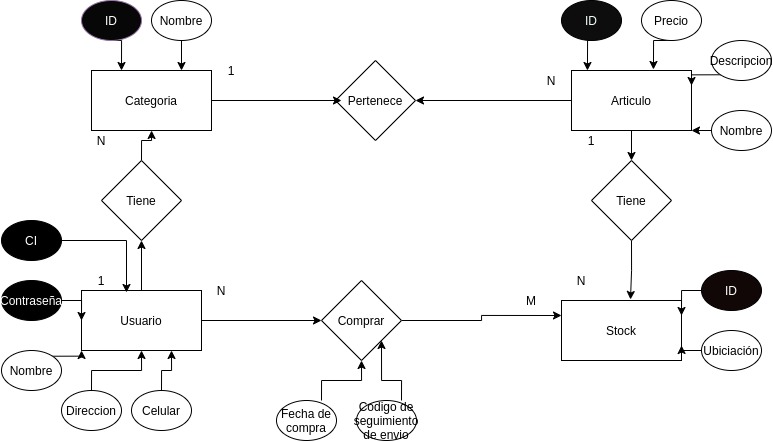 ID
Nombre
ID
Precio
Descripcion
1
N
Categoria
Pertenece
Articulo
Nombre
N
1
Tiene
Tiene
CI
1
N
N
M
ID
Contraseña
Usuario
Comprar
Stock
Ubiciación
Nombre
Direccion
Celular
Fecha de
compra
Codigo de
seguimiento
de envio